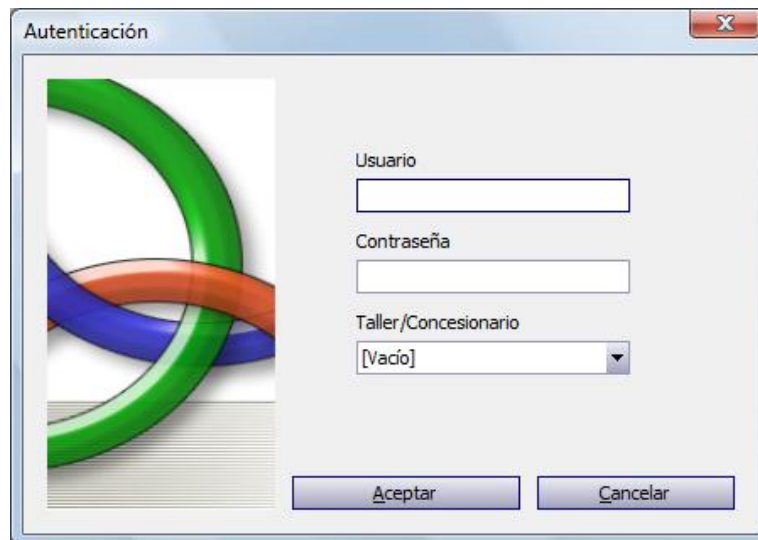 Autenticación
Usuario
Contraseña
Taller/Concesionario
[Vacío]
Aceptar
Cancelar